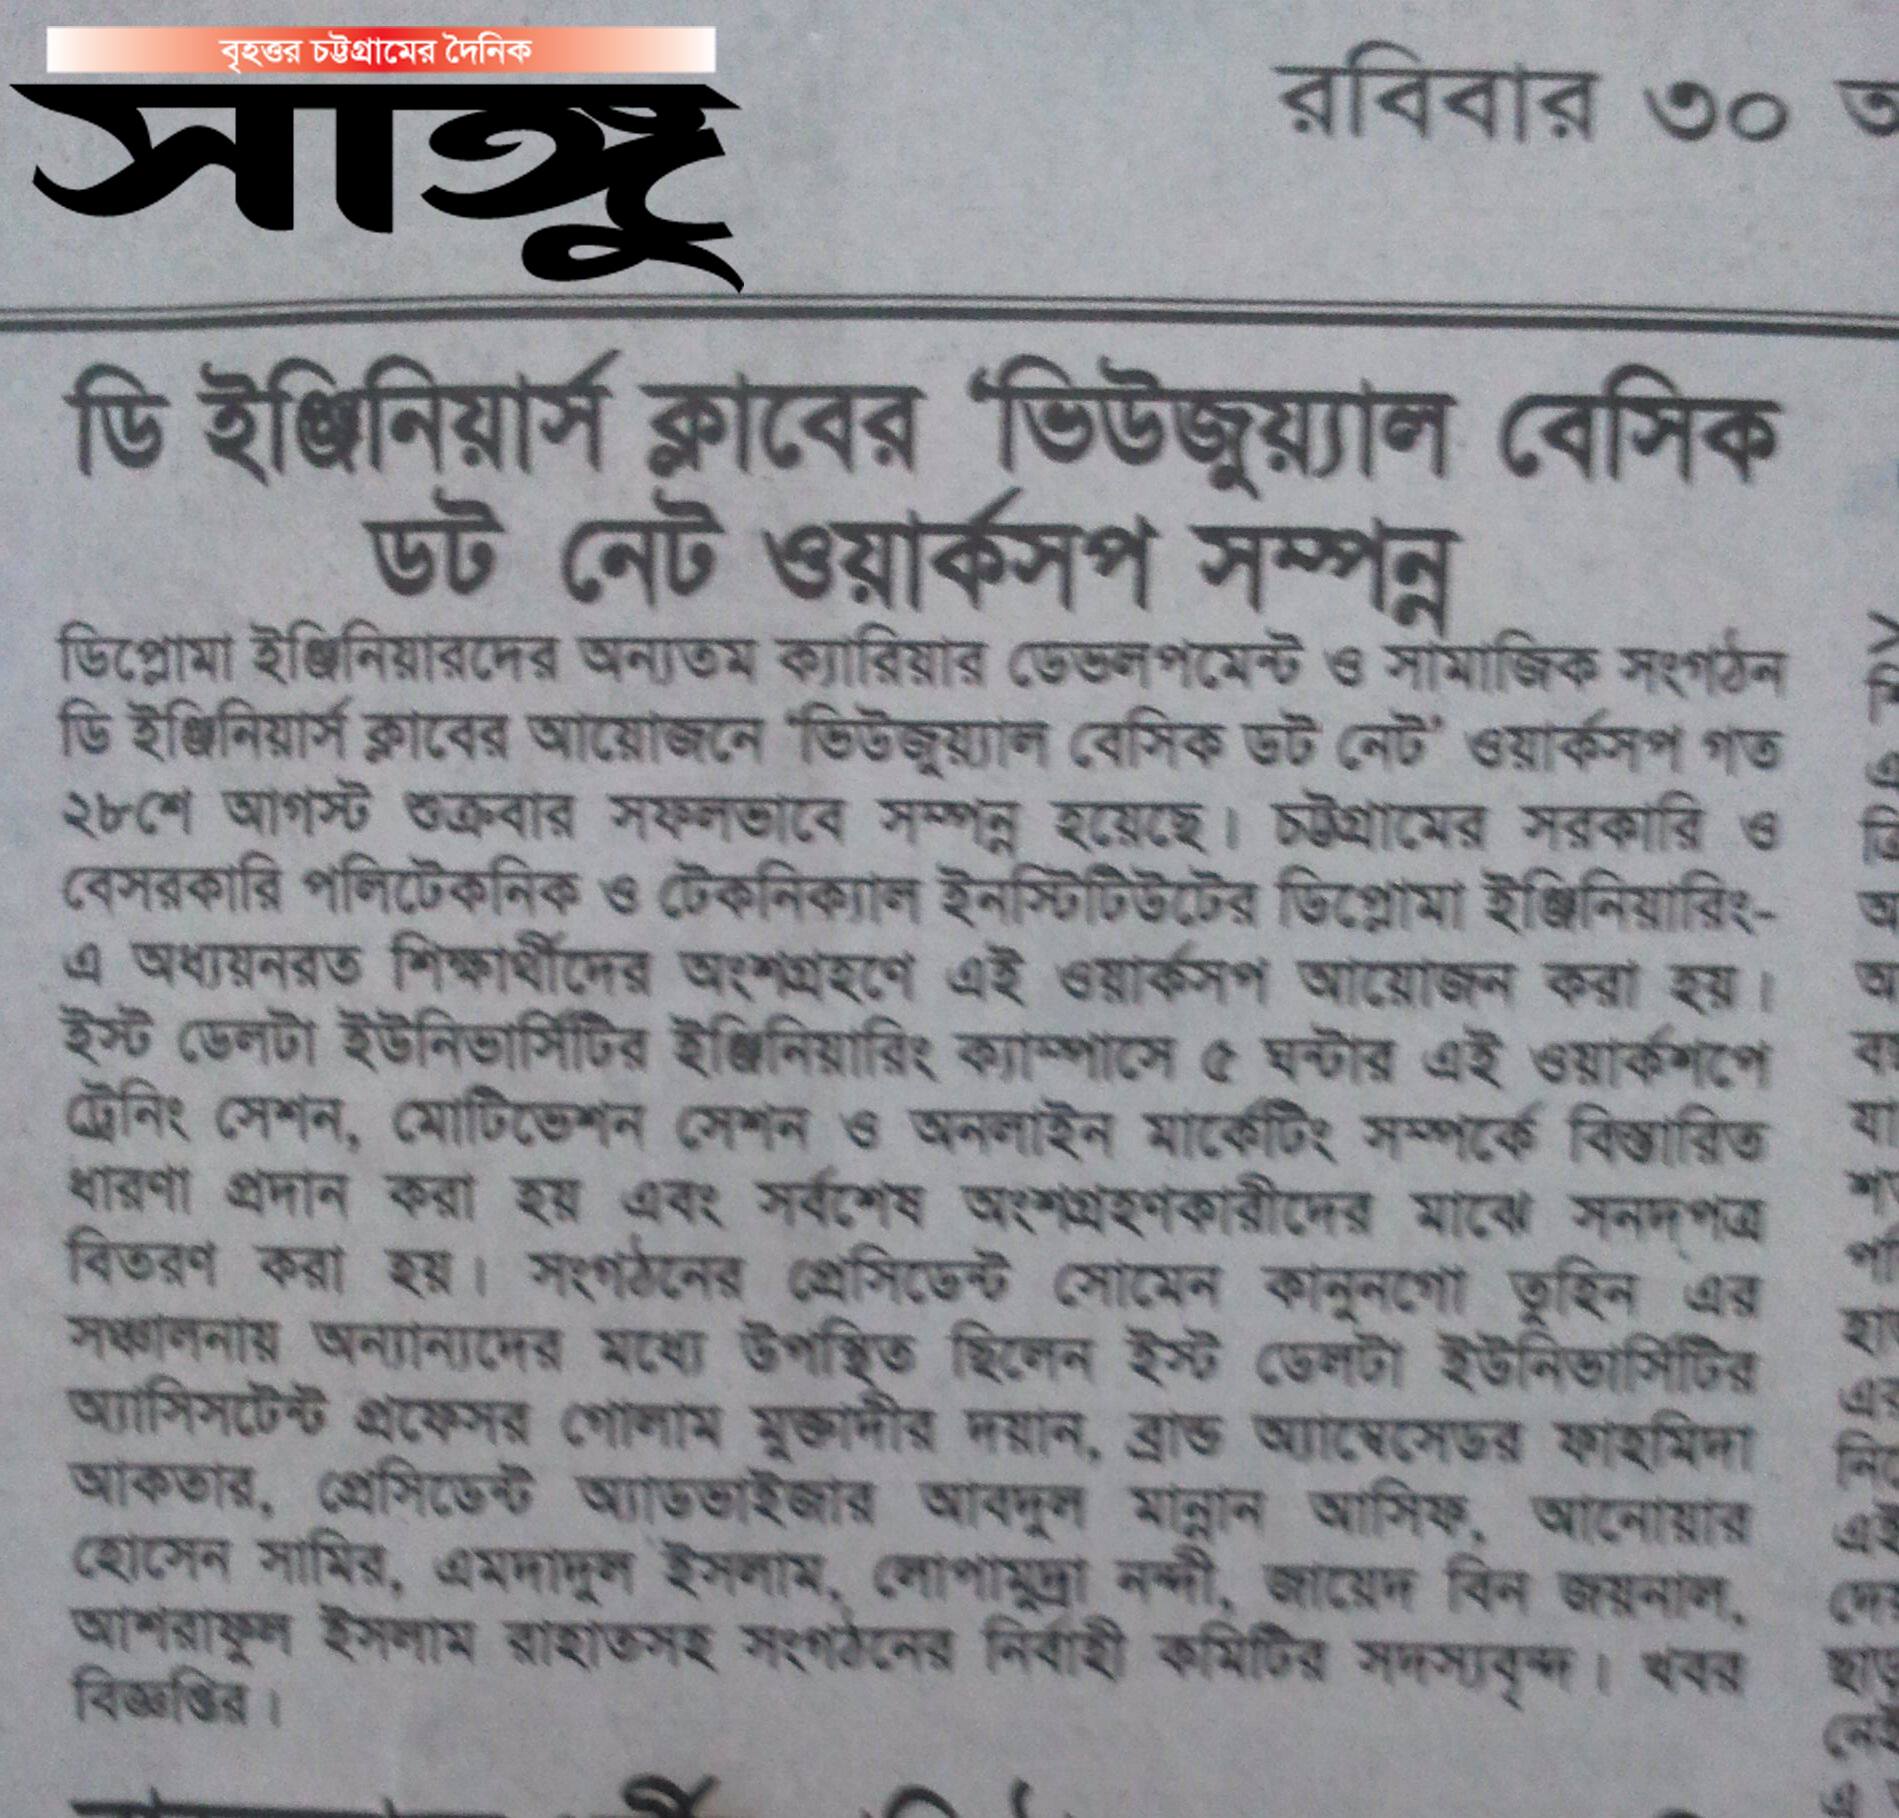 বৃহত্তর চট্টগ্রামের দৈনিক
সাঙ্গু
রবিবার ৩০
ডি ইঞ্জিনিয়ার্স ক্লাবের ‘ভিউজুয়্যাল বেসিক
ডট নেট ওয়ার্কসপ সম্পন্ন
ডিপ্লোমা ইঞ্জিনিয়ারদের অন্যতম ক্যারিয়ার ডেভলপমেন্ট ও সামাজিক সংগঠন
ডি ইঞ্জিনিয়ার্স ক্লাবের আয়োজনে ‘ভিউজুয়্যাল বেসিক ডট নেট’ ওয়ার্কসপ গত
২৮শে আগস্ট শুক্রবার সফলভাবে সম্পন্ন হয়েছে। চট্টগ্রামের সরকারি ও
বেসরকারি পলিটেকনিক ও টেকনিক্যাল ইনস্টিটিউটের ডিপ্লোমা ইঞ্জিনিয়ারিং-
এ অধ্যয়নরত শিক্ষার্থীদের অংশগ্রহণে এই ওয়ার্কসপ আয়োজন করা হয়।
ইস্ট ডেলটা ইউনিভার্সিটির ইঞ্জিনিয়ারিং ক্যাম্পাসে ৫ ঘন্টার এই ওয়ার্কশপে
ট্রেনিং সেশন, মোটিভেশন সেশন ও অনলাইন মার্কেটিং সম্পর্কে বিস্তারিত
ধারণা প্রদান করা হয় এবং সর্বশেষ অংশগ্রহণকারীদের মাঝে সনদ্পত্র
বিতরণ করা হয়। সংগঠনের প্রেসিডেন্ট সোমেন কানুনগো তুহিন এর
সঞ্চালনায় অন্যান্যদের মধ্যে উপস্থিত ছিলেন ইস্ট ডেলটা ইউনিভার্সিটির
অ্যাসিসটেন্ট প্রফেসর গোলাম মুক্তাদীর দয়ান, ব্রান্ড অ্যাম্বেসেডর ফাহমিদা
আকতার, প্রেসিডেন্ট অ্যাডভাইজার আবদুল মান্নান আসিফ, আনোয়ার
হোসেন সামির, এমদাদুল ইসলাম, লোপামুদ্রা নন্দী, জায়েদ বিন জয়নাল,
আশরাফুল ইসলাম রাহাতসহ সংগঠনের নির্বাহী কমিটির সদস্যবৃন্দ। খবর
বিজ্ঞপ্তির।